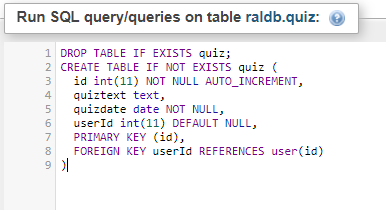 Run SQL query/queries on table raldb.quiz:
1 DROP TABLE IF EXISTS quiz;
2 CREATE TABLE IF NOT EXISTS quiz (
3 id int(11) NOT NULL AUTO_INCREMENT,
4 quiztext text,
5 quizdate date NOT NULL,
6 userId int(11) DEFAULT NULL,
7 PRIMARY KEY (id),
8 FOREIGN KEY userId REFERENCES user(id)
9 )